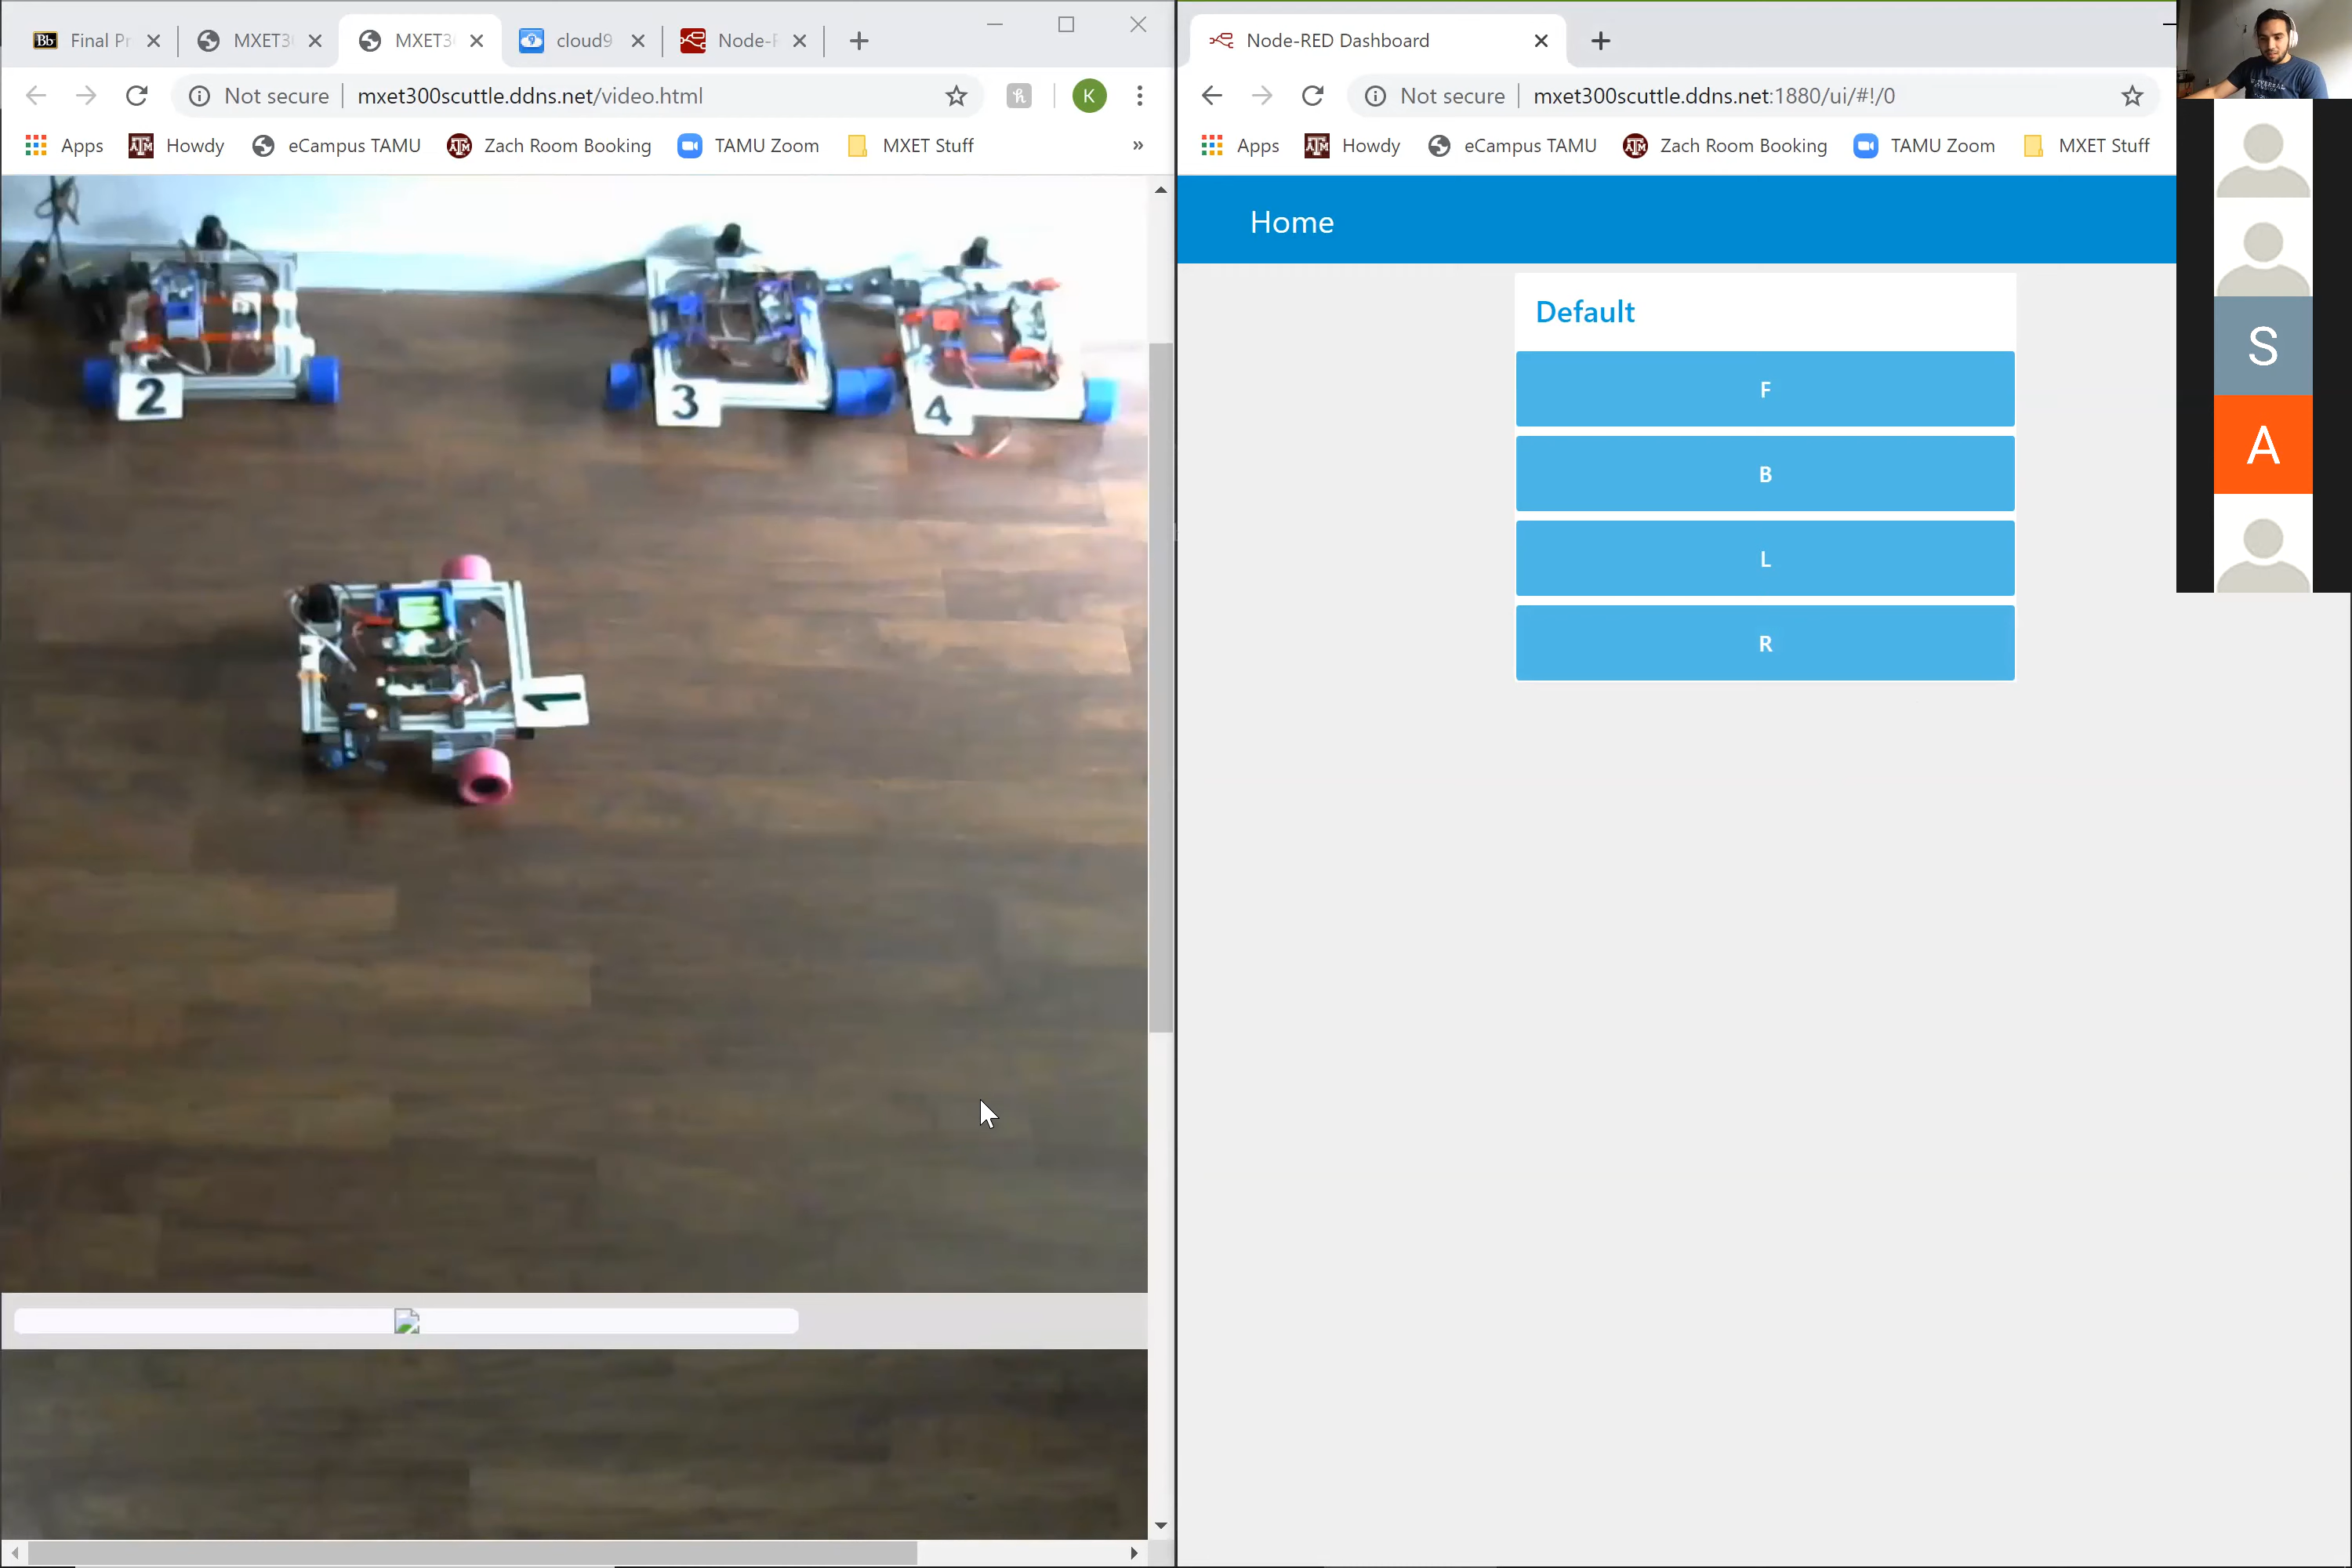 Bb Final Pr
MXET3
MXET3
cloud9
Node-R
Not secure mxet300scuttle.ddns.net/video.html
K
Apps Howdy eCampus TAMU Zach Room Booking TAMU Zoom MXET Stuff »
2
3
4
1
Node-RED Dashboard
Not secure mxet300scuttle.ddns.net:1880/ui/#!/0
Apps Howdy eCampus TAMU Zach Room Booking TAMU Zoom MXET Stuff
Home
Default
F
B
L
R
S
A